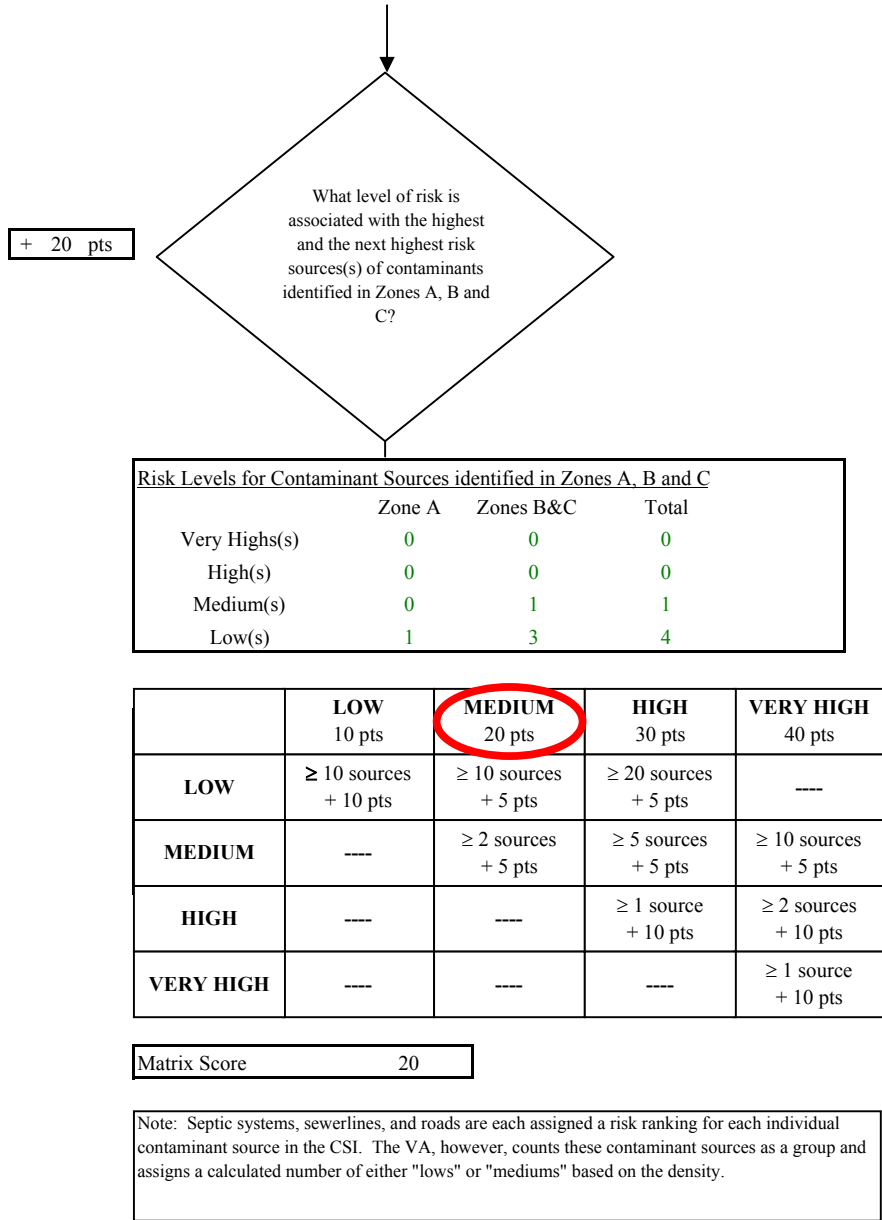 What level of risk is
associated with the highest
and the next highest risk
sources(s) of contaminants
identified in Zones A, B and
C?
+ 20 pts
Risk Levels for Contaminant Sources identified in Zones A, B and C
Zone A Zones B&C Total
Very Highs(s) 0 0 0
High(s) 0 0 0
Medium(s) 0 1 1
Low(s) 1 3 4
LOW MEDIUM HIGH VERY HIGH
10 pts 20 pts 30 pts 40 pts
LOW ≥ 10 sources + 10 pts ≥ 10 sources + 5 pts ≥ 20 sources + 5 pts ----
MEDIUM ---- ≥ 2 sources + 5 pts ≥ 5 sources + 5 pts ≥ 10 sources + 5 pts
HIGH ---- ---- ≥ 1 source + 10 pts ≥ 2 sources + 10 pts
VERY HIGH ---- ---- ---- ≥ 1 source + 10 pts
Matrix Score 20
Note: Septic systems, sewerlines, and roads are each assigned a risk ranking for each individual
contaminant source in the CSI. The VA, however, counts these contaminant sources as a group and
assigns a calculated number of either "lows" or "mediums" based on the density.